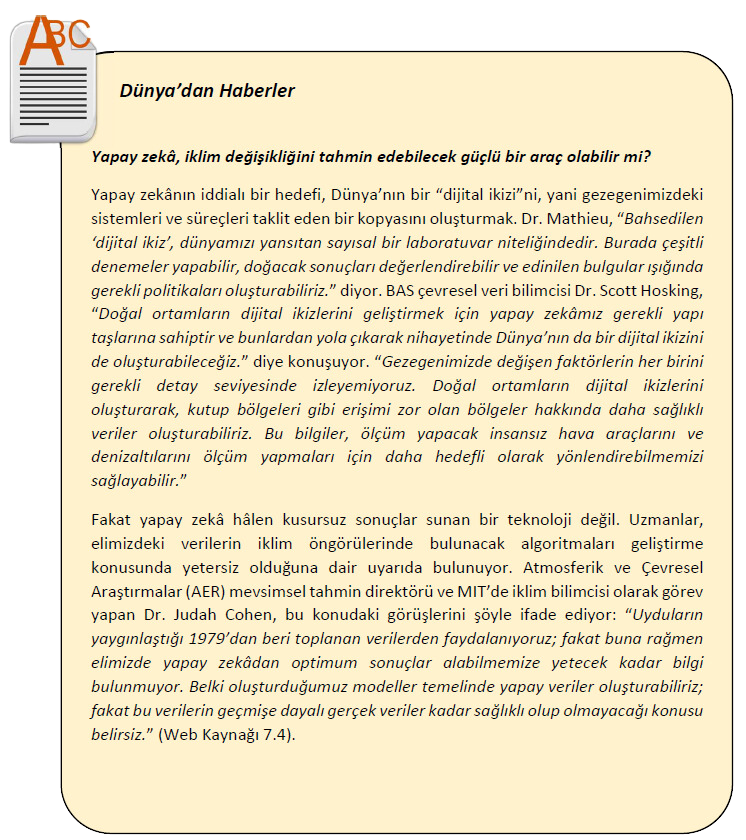 ABC
Dünya’dan Haberler
Yapay zekâ, iklim değişikliğini tahmin edebilecek güçlü bir araç olabilir mi?
Yapay zekânın iddialı bir hedefi, Dünya’nın bir “dijital ikizi”ni, yani gezegenimizdeki
sistemleri ve süreçleri taklit eden bir kopyasını oluşturmak. Dr. Mathieu, “Bahsedilen
‘dijital ikiz’, dünyamızı yansıtan sayısal bir laboratuvar niteliğindedir. Burada çeşitli
denemeler yapabilir, doğacak sonuçları değerlendirebilir ve edinilen bulgular ışığında
gerekli politikaları oluşturabiliriz.” diyor. BAS çevresel veri bilimcisi Dr. Scott Hosking,
“Doğal ortamların dijital ikizlerini geliştirmek için yapay zekâmız gerekli yapı
taşlarına sahiptir ve bunlardan yola çıkarak nihayetinde Dünya’nın da bir dijital ikizini
de oluşturabileceğiz.” diye konuşuyor. “Gezegenimizde değişen faktörlerin her birini
gerekli detay seviyesinde izleyemiyoruz. Doğal ortamların dijital ikizlerini
oluşturarak, kutup bölgeleri gibi erişimi zor olan bölgeler hakkında daha sağlıklı
veriler oluşturabiliriz. Bu bilgiler, ölçüm yapacak insansız hava araçlarını ve
denizaltılarını ölçüm yapmaları için daha hedefli olarak yönlendirebilmemizi
sağlayabilir.”
Fakat yapay zekâ hâlen kusursuz sonuçlar sunan bir teknoloji değil. Uzmanlar,
elimizdeki verilerin iklim öngörülerinde bulunacak algoritmaları geliştirme
konusunda yetersiz olduğuna dair uyarıda bulunuyor. Atmosferik ve Çevresel
Araştırmalar (AER) mevsimsel tahmin direktörü ve MIT’de iklim bilimcisi olarak görev
yapan Dr. Judah Cohen, bu konudaki görüşlerini şöyle ifade ediyor: “Uyduların
yaygınlaştığı 1979’dan beri toplanan verilerden faydalanıyoruz; fakat buna rağmen
elimizde yapay zekâdan optimum sonuçlar alabilmemize yetecek kadar bilgi
bulunmuyor. Belki oluşturduğumuz modeller temelinde yapay veriler oluşturabiliriz;
fakat bu verilerin geçmişe dayalı gerçek veriler kadar sağlıklı olup olmayacağı konusu
belirsiz.” (Web Kaynağı 7.4).